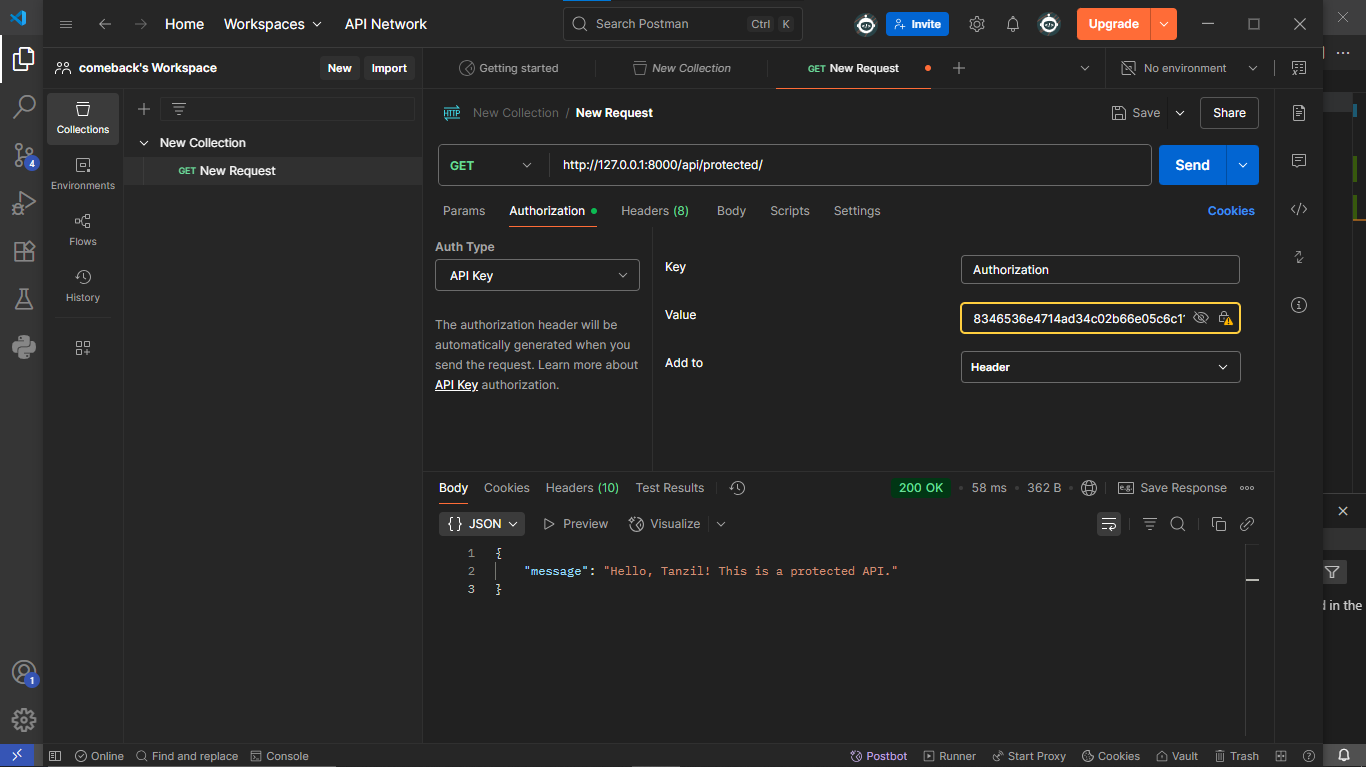 Home Workspaces API Network Search Postman Ctrl K Invite Upgrade
comeback's Workspace New Import Getting started New Collection GET New Request No environment
Collections
Environments
Flows
History
New Collection
GET New Request
HTTP New Collection / New Request Save Share
GET http://127.0.0.1:8000/api/protected/ Send
Params Authorization Headers (8) Body Scripts Settings Cookies
Auth Type
API Key
The authorization header will be
automatically generated when you
send the request. Learn more about
API Key authorization.
Key Authorization
Value 8346536e4714ad34c02b66e05c6c1
Add to Header
Body Cookies Headers (10) Test Results 200 OK 58 ms 362 B e.g. Save Response
{} JSON Preview Visualize
1 {
2 "message": "Hello, Tanzil! This is a protected API."
3 }
4
1
d in the
Online Find and replace Console Postbot Runner Start Proxy Cookies Vault Trash